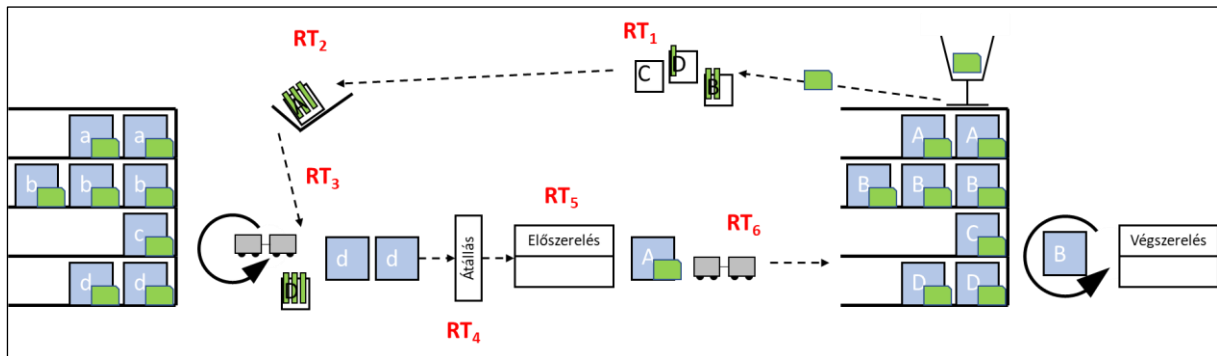 RT1
RT2
C
D
B
A
a
a
A
A
b
b
b
RT3
RT5
B
B
B
c
RT6
C
Előszerelés
B
Végszerelés
d
d
Átállás
A
D
d
d
D
D
RT4